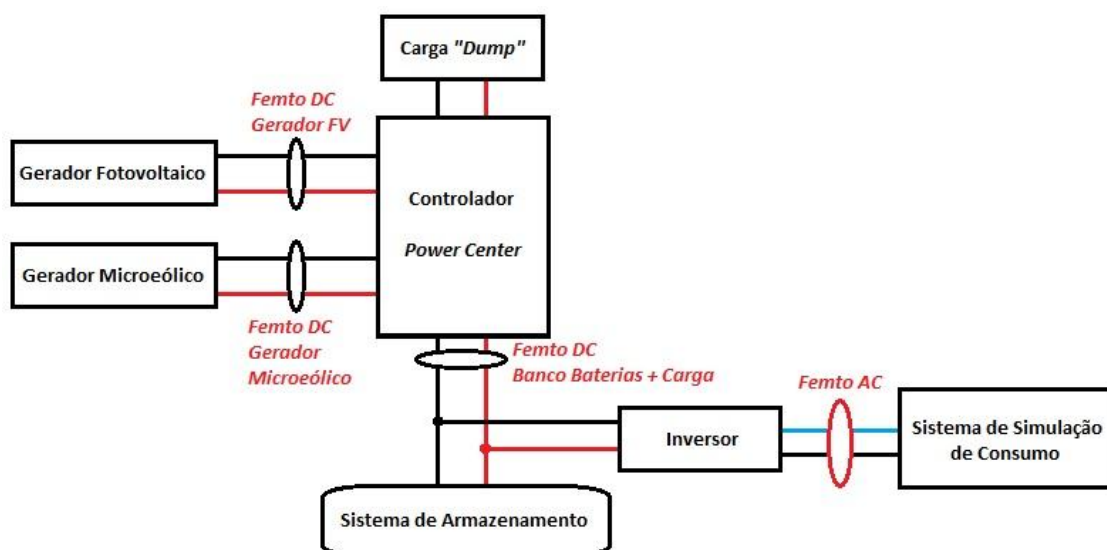 Carga "Dump"
Femto DC
Gerador FV
Gerador Fotovoltaico
Controlador
Power Center
Gerador Microeólico
Femto DC
Gerador
Microeólico
Femto DC
Banco Baterias + Carga
Femto AC
Inversor
Sistema de Simulação
de Consumo
Sistema de Armazenamento